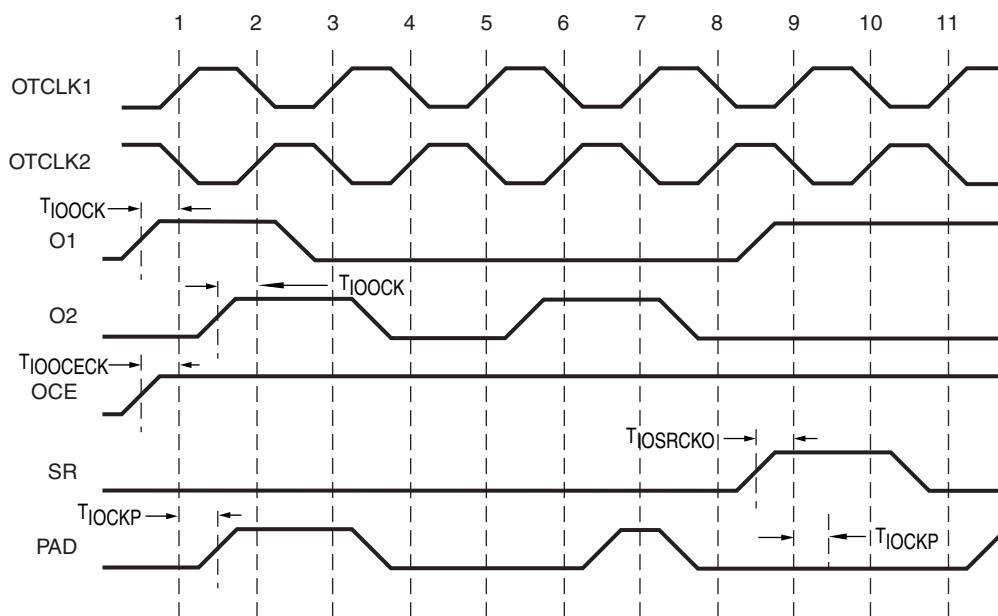 1 2 3 4 5 6 7 8 9 10 11
OTCLK1
OTCLK2
TIOOCK
O1
TIOOCK
O2
TIOOCECK
OCE
TIOSRCKO
SR
TIOCKP
PAD
TIOCKP